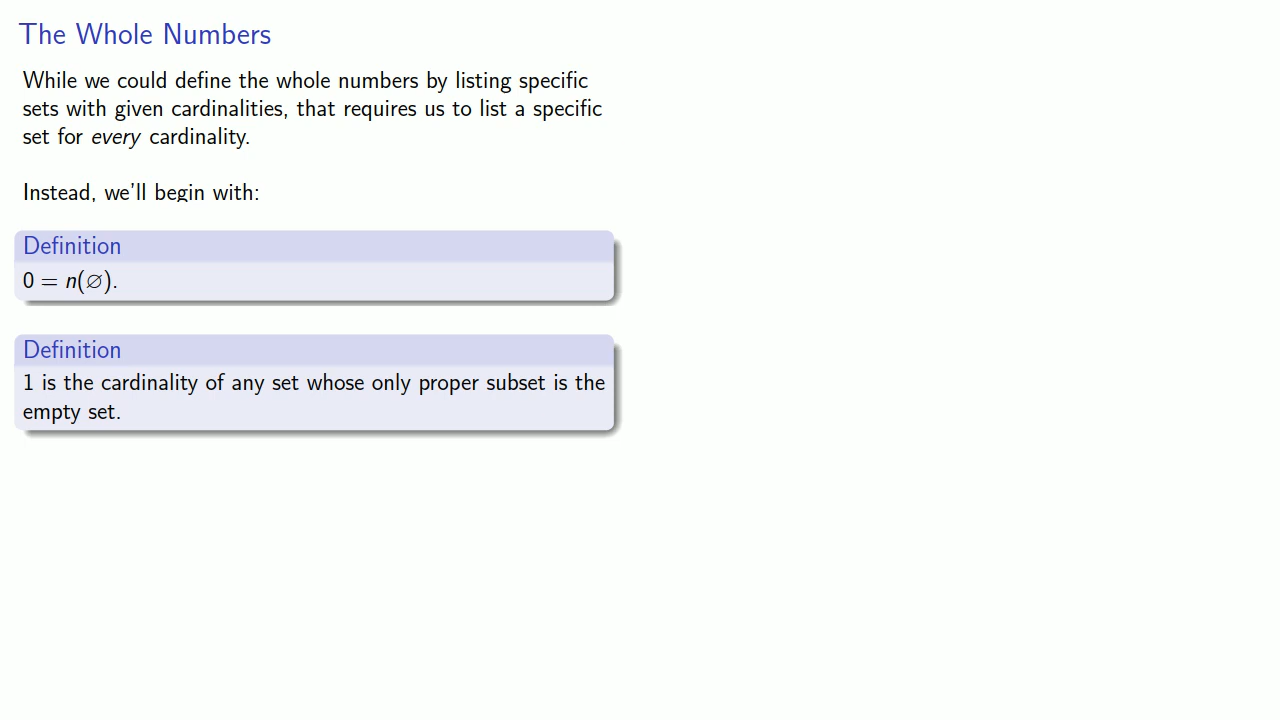 The Whole Numbers
While we could define the whole numbers by listing specific
sets with given cardinalities, that requires us to list a specific
set for every cardinality.
Instead, we'll begin with:
Definition
0 = n(∅).
Definition
1 is the cardinality of any set whose only proper subset is the
empty set.